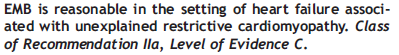 EMB is reasonable in the setting of heart failure associ-
ated with unexplained restrictive cardiomyopathy. Class
of Recommendation IIa, Level of Evidence C.